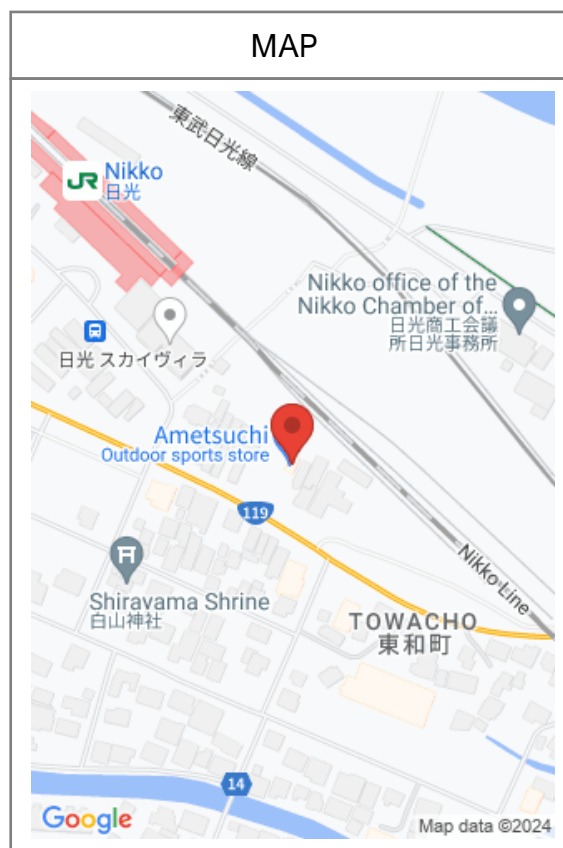 MAP
東武日光線
JR
Nikko
日光
Nikko office of the
Nikko Chamber of...
日光商工会議
所日光事務所
日光 スカイヴィラ
Ametsuchi
Outdoor sports store
119
Nikko Line
Shirayama Shrine
白山神社
TOWACHO
東和町
14
Google
Map data ©2024